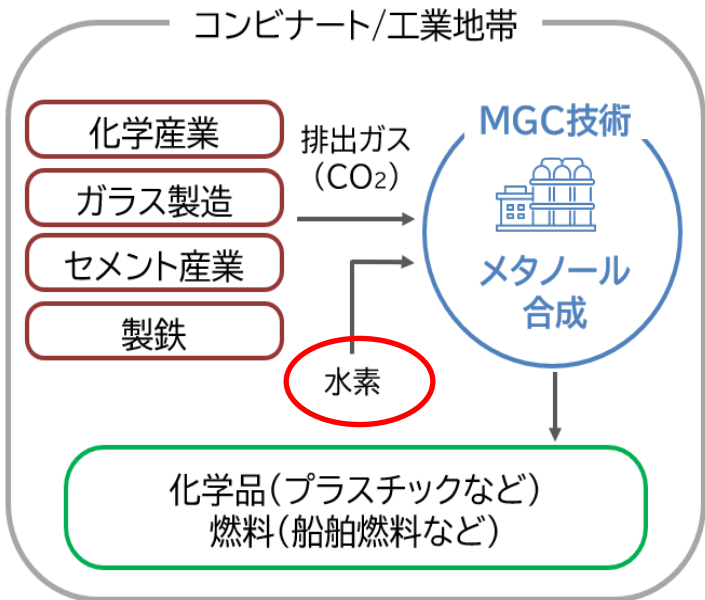 コンビナート/工業地帯
化学産業
ガラス製造
セメント産業
製鉄
排出ガス
(CO₂)
水素
MGC技術
メタノール
合成
化学品(プラスチックなど)
燃料(船舶燃料など)